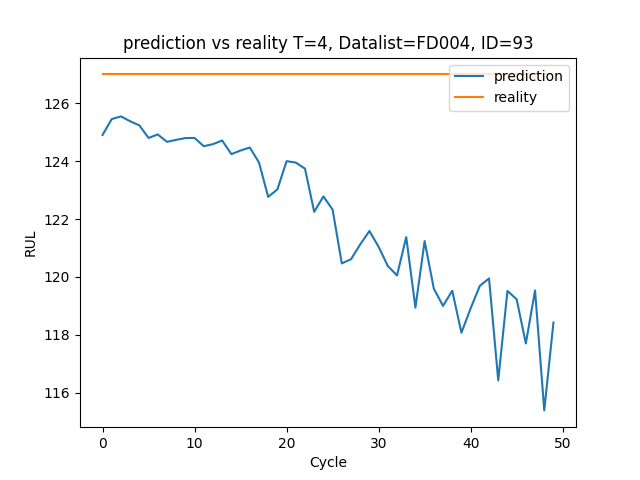 prediction vs reality T=4, Datalist=FD004, ID=93
prediction
reality
126
124
122
120
118
116
RUL
0 10 20 30 40 50
Cycle